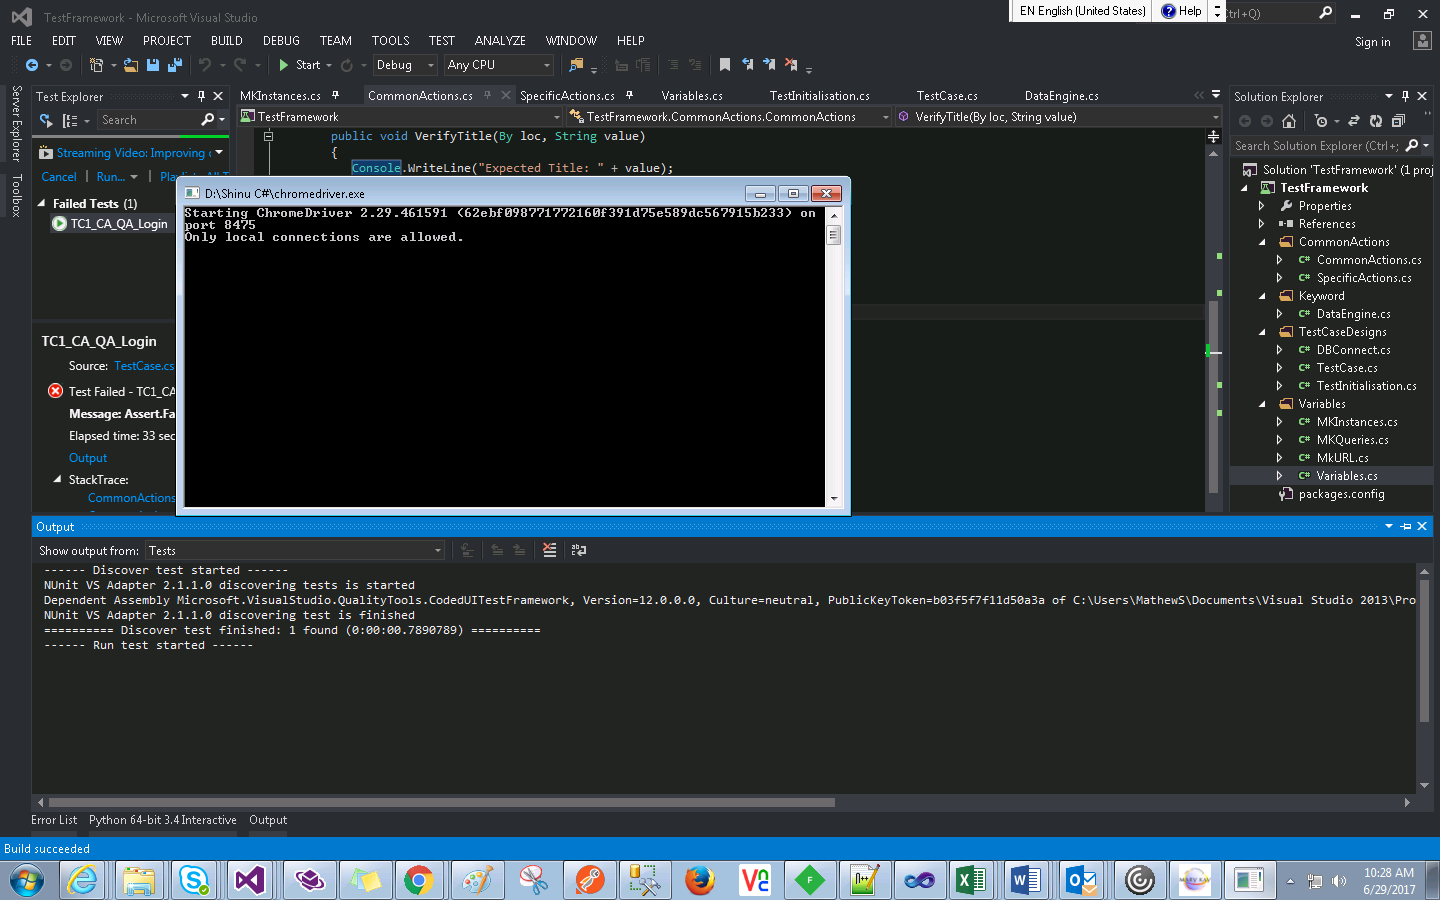 TestFramework - Microsoft Visual Studio
EN English (United States)
Help
Ctrl+Q)
FILE EDIT VIEW PROJECT BUILD DEBUG TEAM TOOLS TEST ANALYZE WINDOW HELP
Sign in
Start
Debug
Any CPU
Server Explorer
Toolbox
Test Explorer
Search
Streaming Video: Improving
Cancel
Run...
Failed Tests (1)
TC1_CA_QA_Login
TC1_CA_QA_Login
Source: TestCase.cs
Test Failed - TC1_CA
Message: Assert.Fa
Elapsed time: 33 sec
Output
StackTrace:
CommonActions
MKInstances.cs
CommonActions.cs
SpecificActions.cs
Variables.cs
TestInitialisation.cs
TestCase.cs
DataEngine.cs
TestFramework
TestFramework.CommonActions.CommonActions
VerifyTitle(By loc, String value)
public void VerifyTitle(By loc, String value)
{
Console.WriteLine("Expected Title: " + value);
D:\Shinu C#\chromedriver.exe
Starting ChromeDriver 2.29.461591 (62ebf098771772160f391d75e589dc567915b233) on
port 8475
Only local connections are allowed.
Solution Explorer
Search Solution Explorer (Ctrl+;)
Solution 'TestFramework' (1 proj
TestFramework
Properties
References
CommonActions
CommonActions.cs
SpecificActions.cs
Keyword
DataEngine.cs
TestCaseDesigns
DBConnect.cs
TestCase.cs
TestInitialisation.cs
Variables
MKInstances.cs
MKQueries.cs
MkURL.cs
Variables.cs
packages.config
Output
Show output from: Tests
------ Discover test started ------
NUnit VS Adapter 2.1.1.0 discovering tests is started
Dependent Assembly Microsoft.VisualStudio.QualityTools.CodedUITestFramework, Version=12.0.0.0, Culture=neutral, PublicKeyToken=b03f5f7f11d50a3a of C:\Users\MathewS\Documents\Visual Studio 2013\Pro
NUnit VS Adapter 2.1.1.0 discovering test is finished
========== Discover test finished: 1 found (0:00:00.7890789) ==========
------ Run test started ------
Error List
Python 64-bit 3.4 Interactive
Output
Build succeeded
10:28 AM
6/29/2017